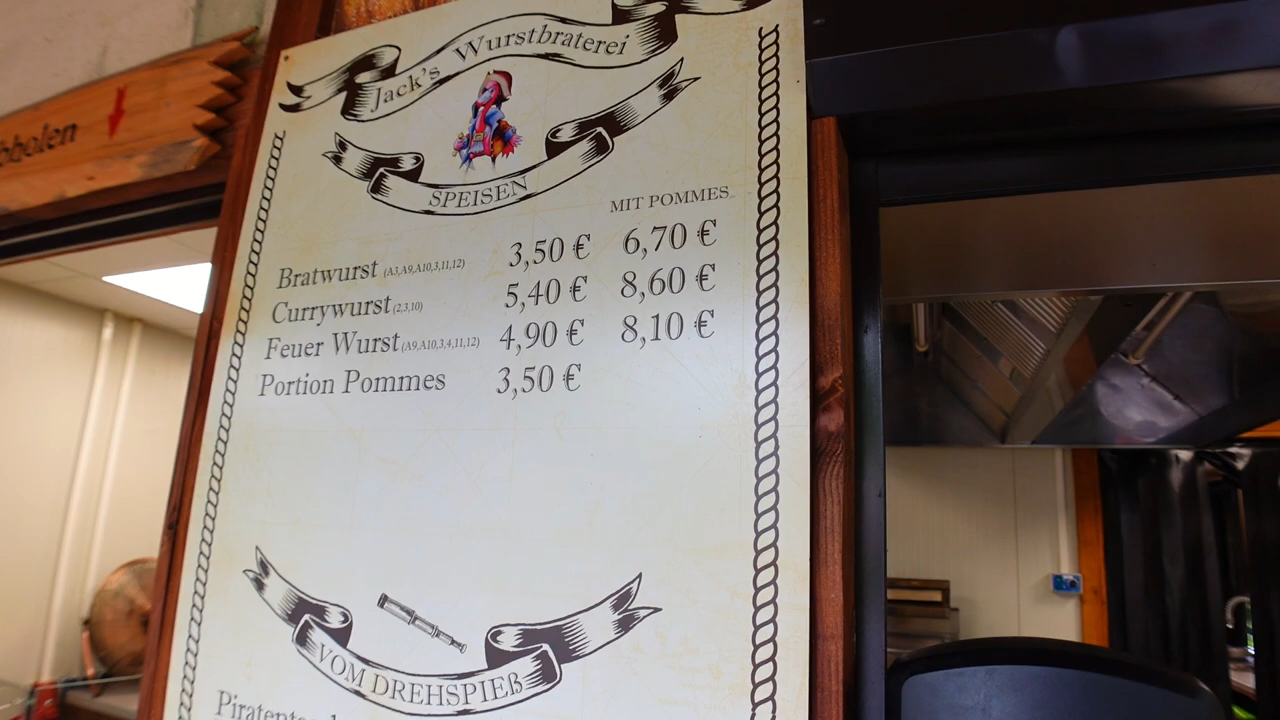 Jack's Wurstbraterei
SPEISEN
MIT POMMES
Bratwurst (A3,A9,A10,3,11,12) 3,50 € 6,70 €
Currywurst (2,3,10) 5,40 € 8,60 €
Feuer Wurst (A9,A10,3,4,11,12) 4,90 € 8,10 €
Portion Pommes 3,50 €
VOM DREHSPIEß